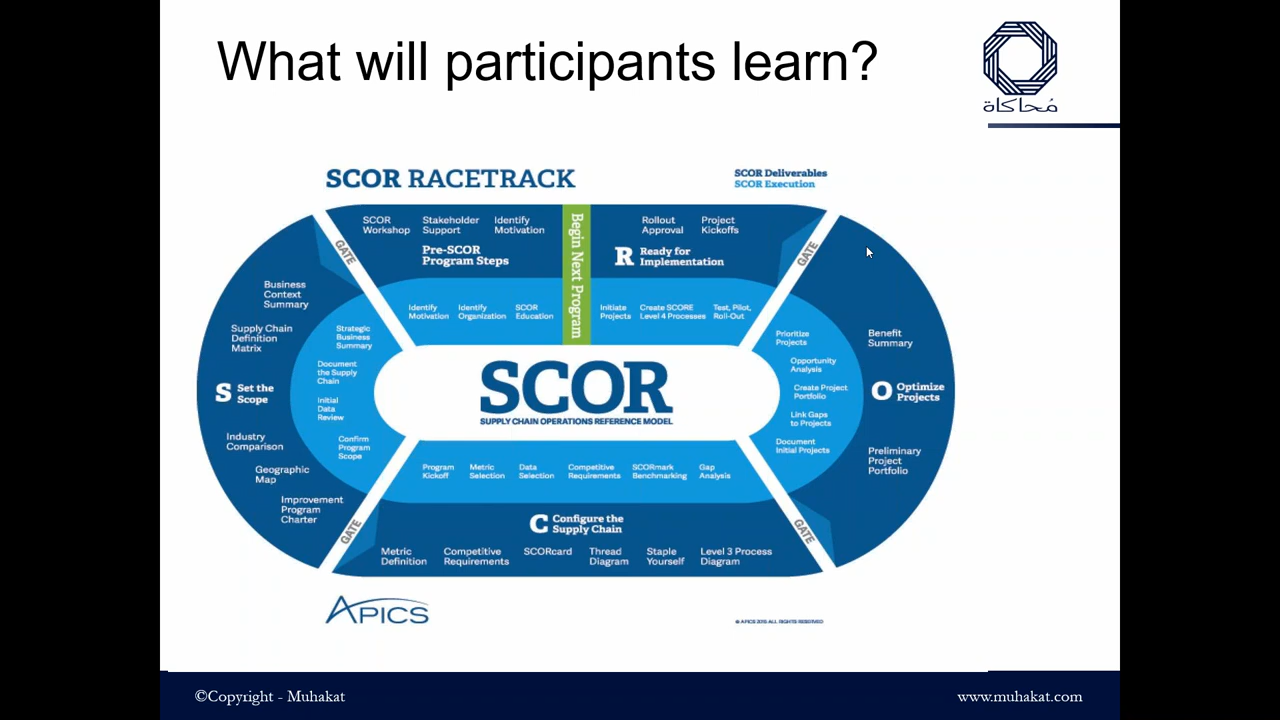 What will participants learn?
مُحاكاة
SCOR RACETRACK
SCOR Deliverables
SCOR Execution
SCOR
Workshop
Stakeholder
Support
Identify
Motivation
Pre-SCOR
Program Steps
Begin Next Program
Rollout
Approval
Project
Kickoffs
R Ready for
Implementation
GATE
GATE
Identify
Motivation
Identify
Organization
SCOR
Education
Initiate
Projects
Create SCORE
Level 4 Processes
Test, Pilot,
Roll-Out
Business
Context
Summary
Supply Chain
Definition
Matrix
S Set the
Scope
Industry
Comparison
Geographic
Map
Improvement
Program
Charter
Strategic
Business
Summary
Document
the Supply
Chain
Initial
Data
Review
Confirm
Program
Scope
SCOR
SUPPLY CHAIN OPERATIONS REFERENCE MODEL
Prioritize
Projects
Opportunity
Analysis
Create Project
Portfolio
Link Gaps
to Projects
Document
Initial Projects
Benefit
Summary
O Optimize
Projects
Preliminary
Project
Portfolio
Program
Kickoff
Metric
Selection
Data
Selection
Competitive
Requirements
SCORmark
Benchmarking
Gap
Analysis
C Configure the
Supply Chain
GATE
GATE
Metric
Definition
Competitive
Requirements
SCORcard
Thread
Diagram
Staple
Yourself
Level 3 Process
Diagram
APICS
© APICS 2015 ALL RIGHTS RESERVED
©Copyright - Muhakat
www.muhakat.com